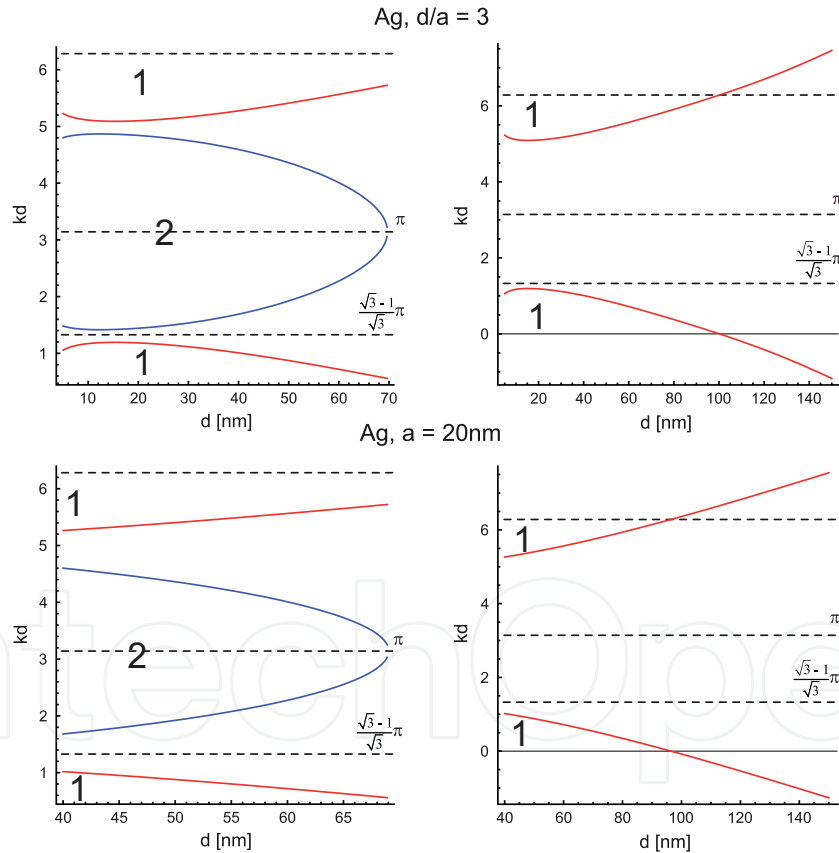 Ag, d/a = 3
6
5
4
3
2
1
kd
1
2
1
π
√3 - 1
√3
π
10 20 30 40 50 60 70
d [nm]
6
4
2
0
kd
1
1
π
√3 - 1
√3
π
20 40 60 80 100 120 140
d [nm]
Ag, a = 20nm
6
5
4
3
2
1
kd
1
2
1
π
√3 - 1
√3
π
40 45 50 55 60 65
d [nm]
6
4
2
0
kd
1
1
π
√3 - 1
√3
π
40 60 80 100 120 140
d [nm]
ntechOpe